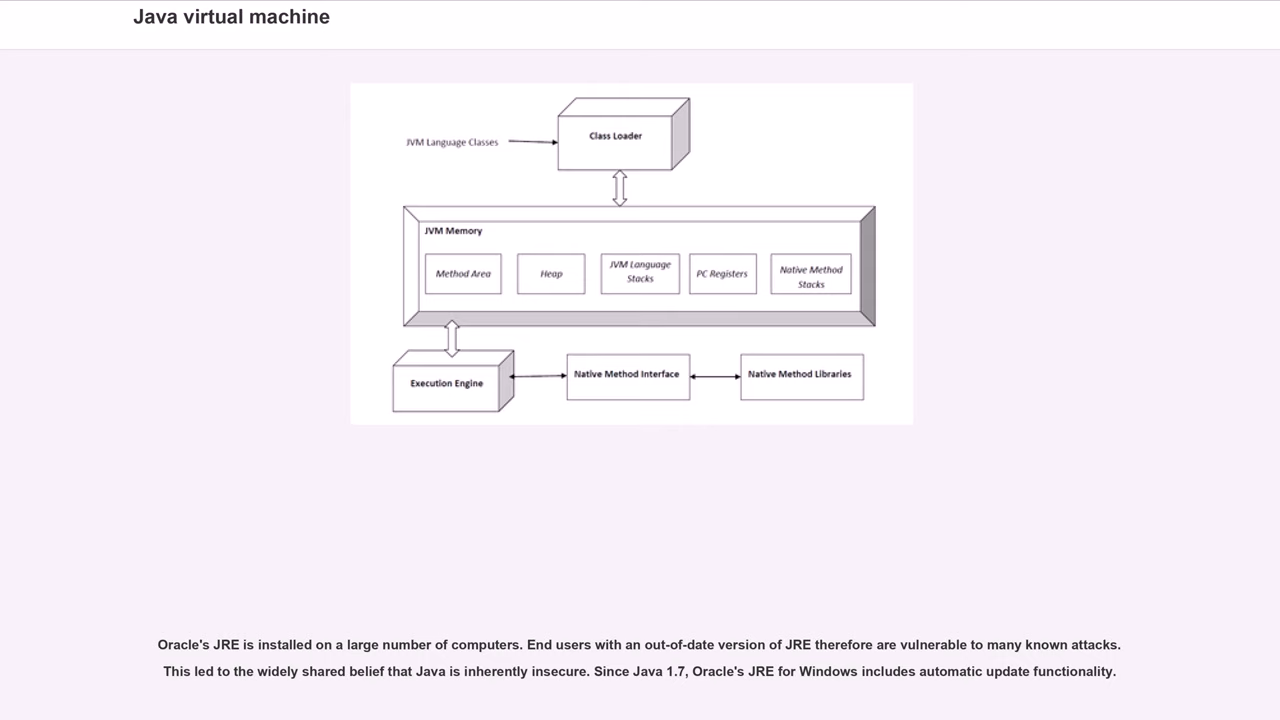 Java virtual machine
Class Loader
JVM Language Classes
JVM Memory
Method Area
Heap
JVM Language
Stacks
PC Registers
Native Method
Stacks
Execution Engine
Native Method Interface
Native Method Libraries
Oracle's JRE is installed on a large number of computers. End users with an out-of-date version of JRE therefore are vulnerable to many known attacks.
This led to the widely shared belief that Java is inherently insecure. Since Java 1.7, Oracle's JRE for Windows includes automatic update functionality.